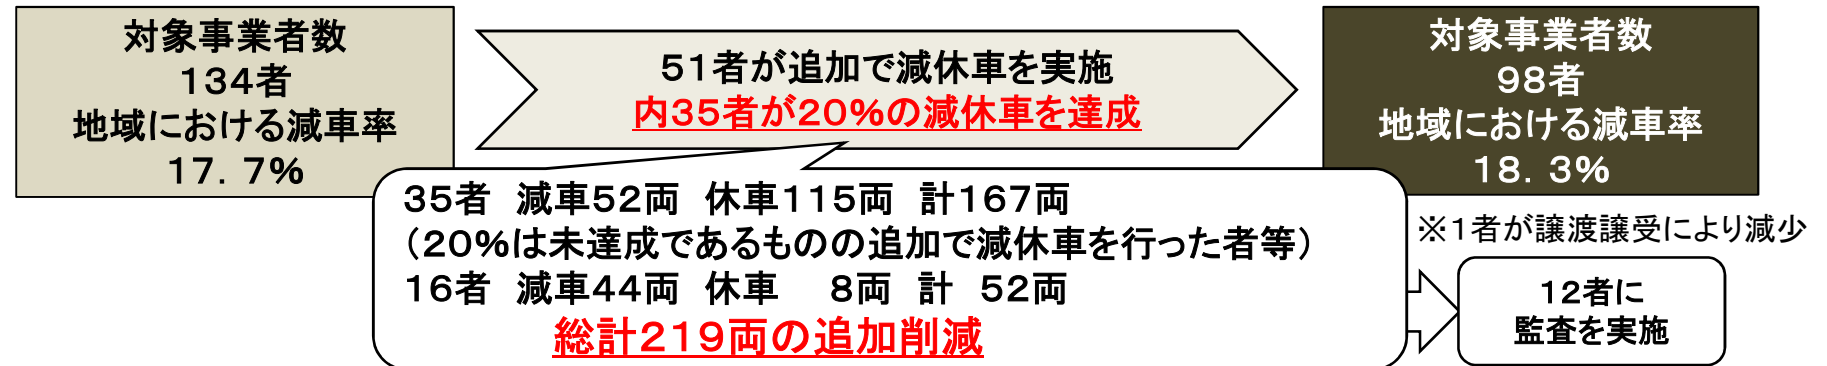 対象事業者数
134者
地域における減車率
17．7％
51者が追加で減休車を実施
内35者が20％の減休車を達成
対象事業者数
98者
地域における減車率
18．3％
35者　減車52両　休車115両　計167両
（20％は未達成であるものの追加で減休車を行った者等）
16者　減車44両　休車　　8両　計　52両
総計219両の追加削減
※1者が譲渡譲受により減少
12者に
監査を実施